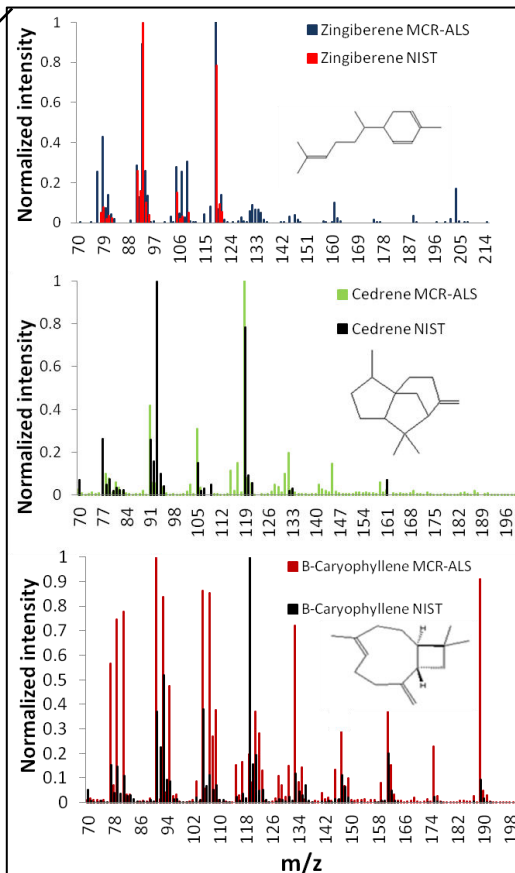 Normalized intensity
1
0.8
0.6
0.4
0.2
0
Zingiberene MCR-ALS
Zingiberene NIST
70 79 88 97 106 115 124 133 142 151 160 169 178 187 196 205 214
Normalized intensity
1
0.8
0.6
0.4
0.2
0
Cedrene MCR-ALS
Cedrene NIST
70 77 84 91 98 105 112 119 126 133 140 147 154 161 168 175 182 189 196
Normalized intensity
1
0.9
0.8
0.7
0.6
0.5
0.4
0.3
0.2
0.1
0
B-Caryophyllene MCR-ALS
B-Caryophyllene NIST
H
H
70 78 86 94 102 110 118 126 134 142 150 158 166 174 182 190 198
m/z